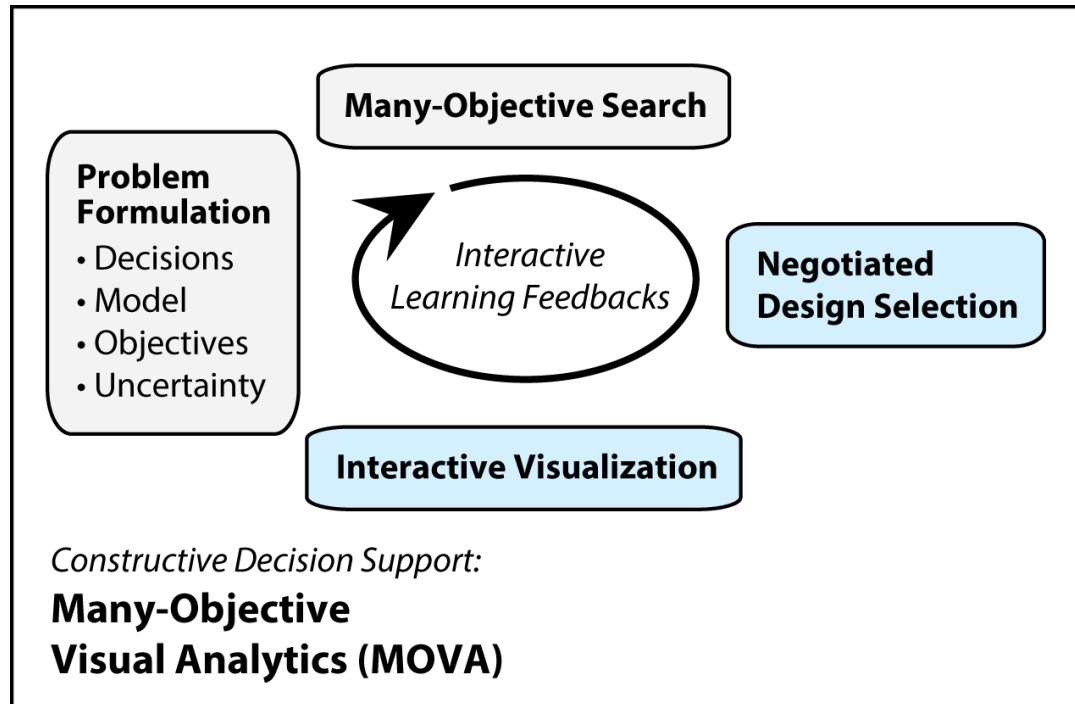 Many-Objective Search
Problem
Formulation
• Decisions
• Model
• Objectives
• Uncertainty
Interactive
Learning Feedbacks
Negotiated
Design Selection
Interactive Visualization
Constructive Decision Support:
Many-Objective
Visual Analytics (MOVA)